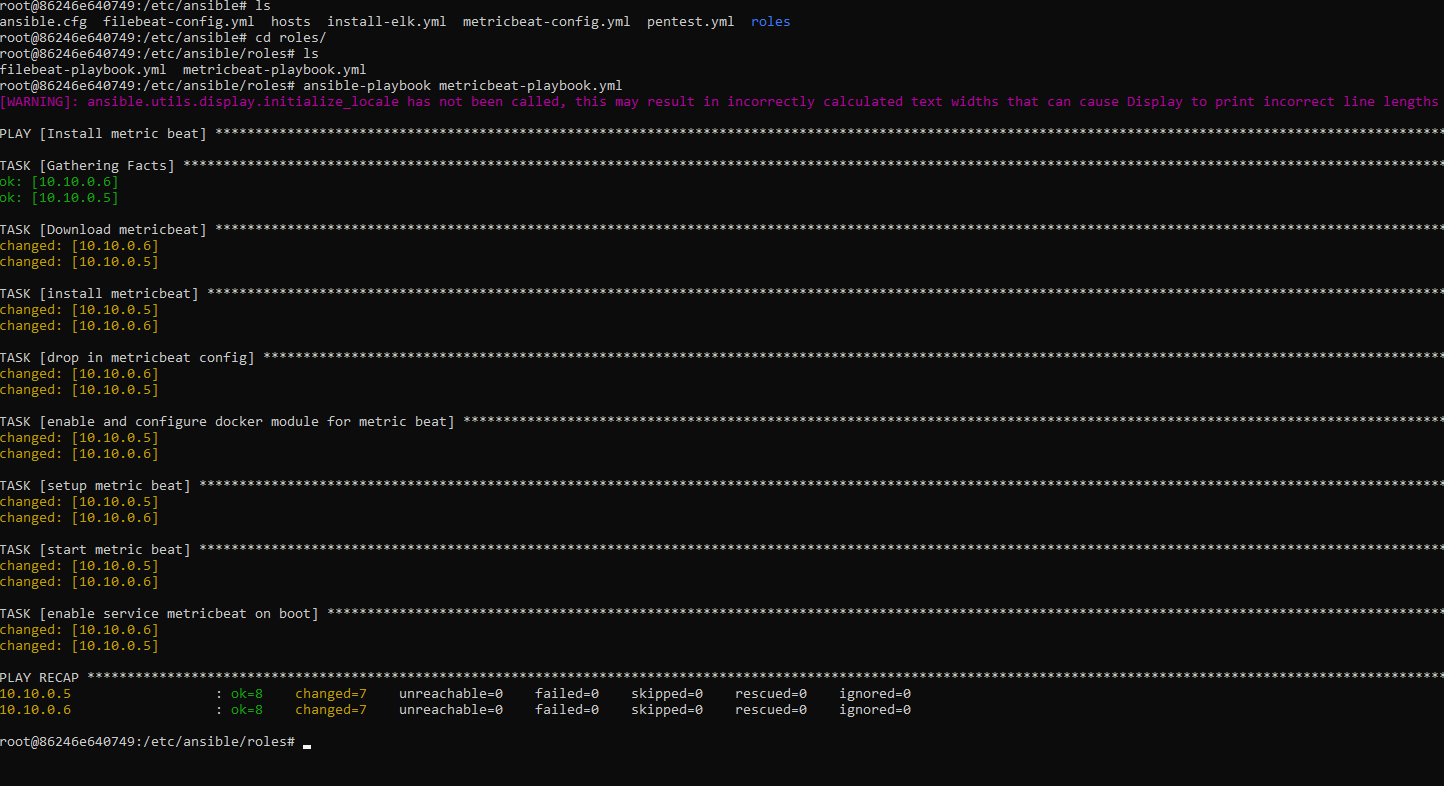 root@86246e640749:/etc/ansible# ls
ansible.cfg  filebeat-config.yml  hosts  install-elk.yml  metricbeat-config.yml  pentest.yml  roles
root@86246e640749:/etc/ansible# cd roles/
root@86246e640749:/etc/ansible/roles# ls
filebeat-playbook.yml  metricbeat-playbook.yml
root@86246e640749:/etc/ansible/roles# ansible-playbook metricbeat-playbook.yml
[WARNING]: ansible.utils.display.initialize_locale has not been called, this may result in incorrectly calculated text widths that can cause Display to print incorrect line lengths
PLAY [Install metric beat] **********************************************************************************************************************************************************
TASK [Gathering Facts] **************************************************************************************************************************************************************
ok: [10.10.0.6]
ok: [10.10.0.5]
TASK [Download metricbeat] **********************************************************************************************************************************************************
changed: [10.10.0.6]
changed: [10.10.0.5]
TASK [install metricbeat] ***********************************************************************************************************************************************************
changed: [10.10.0.5]
changed: [10.10.0.6]
TASK [drop in metricbeat config] ****************************************************************************************************************************************************
changed: [10.10.0.6]
changed: [10.10.0.5]
TASK [enable and configure docker module for metric beat] ***************************************************************************************************************************
changed: [10.10.0.5]
changed: [10.10.0.6]
TASK [setup metric beat] ************************************************************************************************************************************************************
changed: [10.10.0.5]
changed: [10.10.0.6]
TASK [start metric beat] ************************************************************************************************************************************************************
changed: [10.10.0.5]
changed: [10.10.0.6]
TASK [enable service metricbeat on boot] ********************************************************************************************************************************************
changed: [10.10.0.6]
changed: [10.10.0.5]
PLAY RECAP **************************************************************************************************************************************************************************
10.10.0.5                  : ok=8    changed=7    unreachable=0    failed=0    skipped=0    rescued=0    ignored=0
10.10.0.6                  : ok=8    changed=7    unreachable=0    failed=0    skipped=0    rescued=0    ignored=0
root@86246e640749:/etc/ansible/roles#